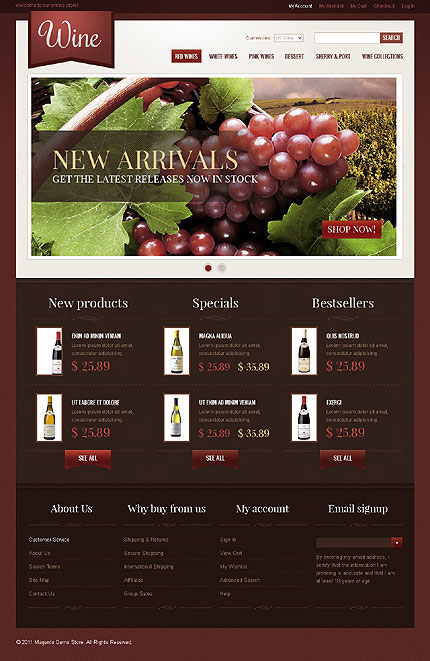 Welcome to our online store!
My Account My Wishlist My Cart Checkout Log In
Wine
Currencies: US Dollar
SEARCH
RED WINES WHITE WINES PINK WINES DESSERT SHERRY & PORT WINE COLLECTIONS
NEW ARRIVALS
GET THE LATEST RELEASES NOW IN STOCK
SHOP NOW!
New products
ENIM AD MINIM VENIAM
Lorem ipsum dolor sit amet,
consectetur adipisicing
$ 25.89
UT LABORE ET DOLORE
Lorem ipsum dolor sit amet,
consectetur adipisicing
$ 25.89
SEE ALL
Specials
MAGNA ALIQUA
Lorem ipsum dolor sit amet,
consectetur adipisicing
$ 25.89 $ 35.89
UT ENIM AD MINIM VENIAM
Lorem ipsum dolor sit amet,
consectetur adipisicing
$ 25.89 $ 35.89
SEE ALL
Bestsellers
QUIS NOSTRUD
Lorem ipsum dolor sit amet,
consectetur adipisicing
$ 25.89
EXERCI
Lorem ipsum dolor sit amet,
consectetur adipisicing
$ 25.89
SEE ALL
About Us
Customer Service
About Us
Search Terms
Site Map
Contact Us
Why buy from us
Shipping & Returns
Secure Shopping
International Shipping
Affiliates
Group Sales
My account
Sign In
View Cart
My Wishlist
Advanced Search
Help
Email signup
By entering my email address, I
certify that the information I am
providing is accurate and that I am
at least 18 years of age.
© 2011 Magento Demo Store. All Rights Reserved.